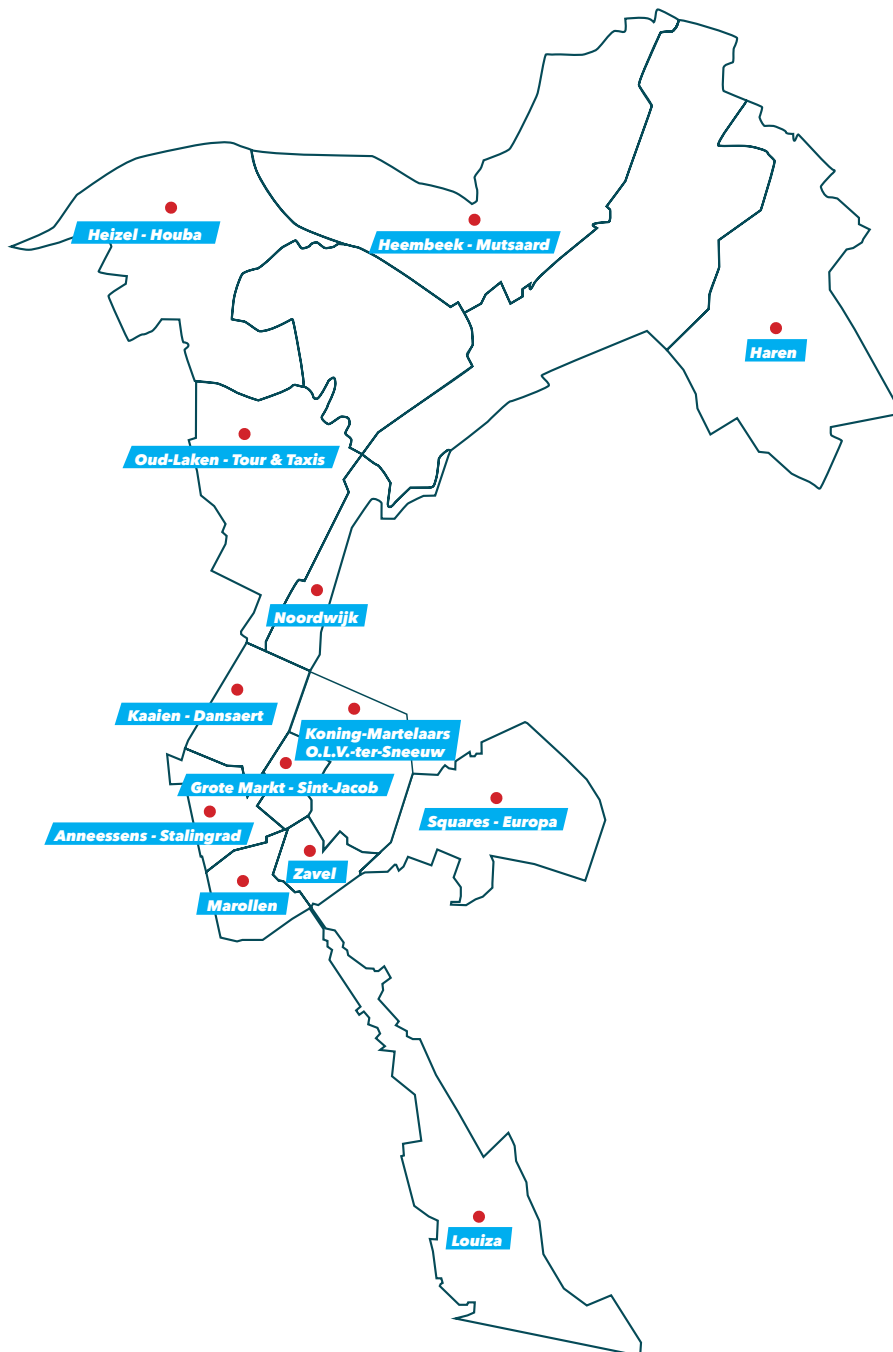 Heizel - Houba
Heembeek - Mutsaard
Haren
Oud-Laken - Tour & Taxis
Noordwijk
Kaaien - Dansaert
Koning-Martelaars
O.L.V.-ter-Sneeuw
Grote Markt - Sint-Jacob
Squares - Europa
Anneessens - Stalingrad
Zavel
Marollen
Louiza